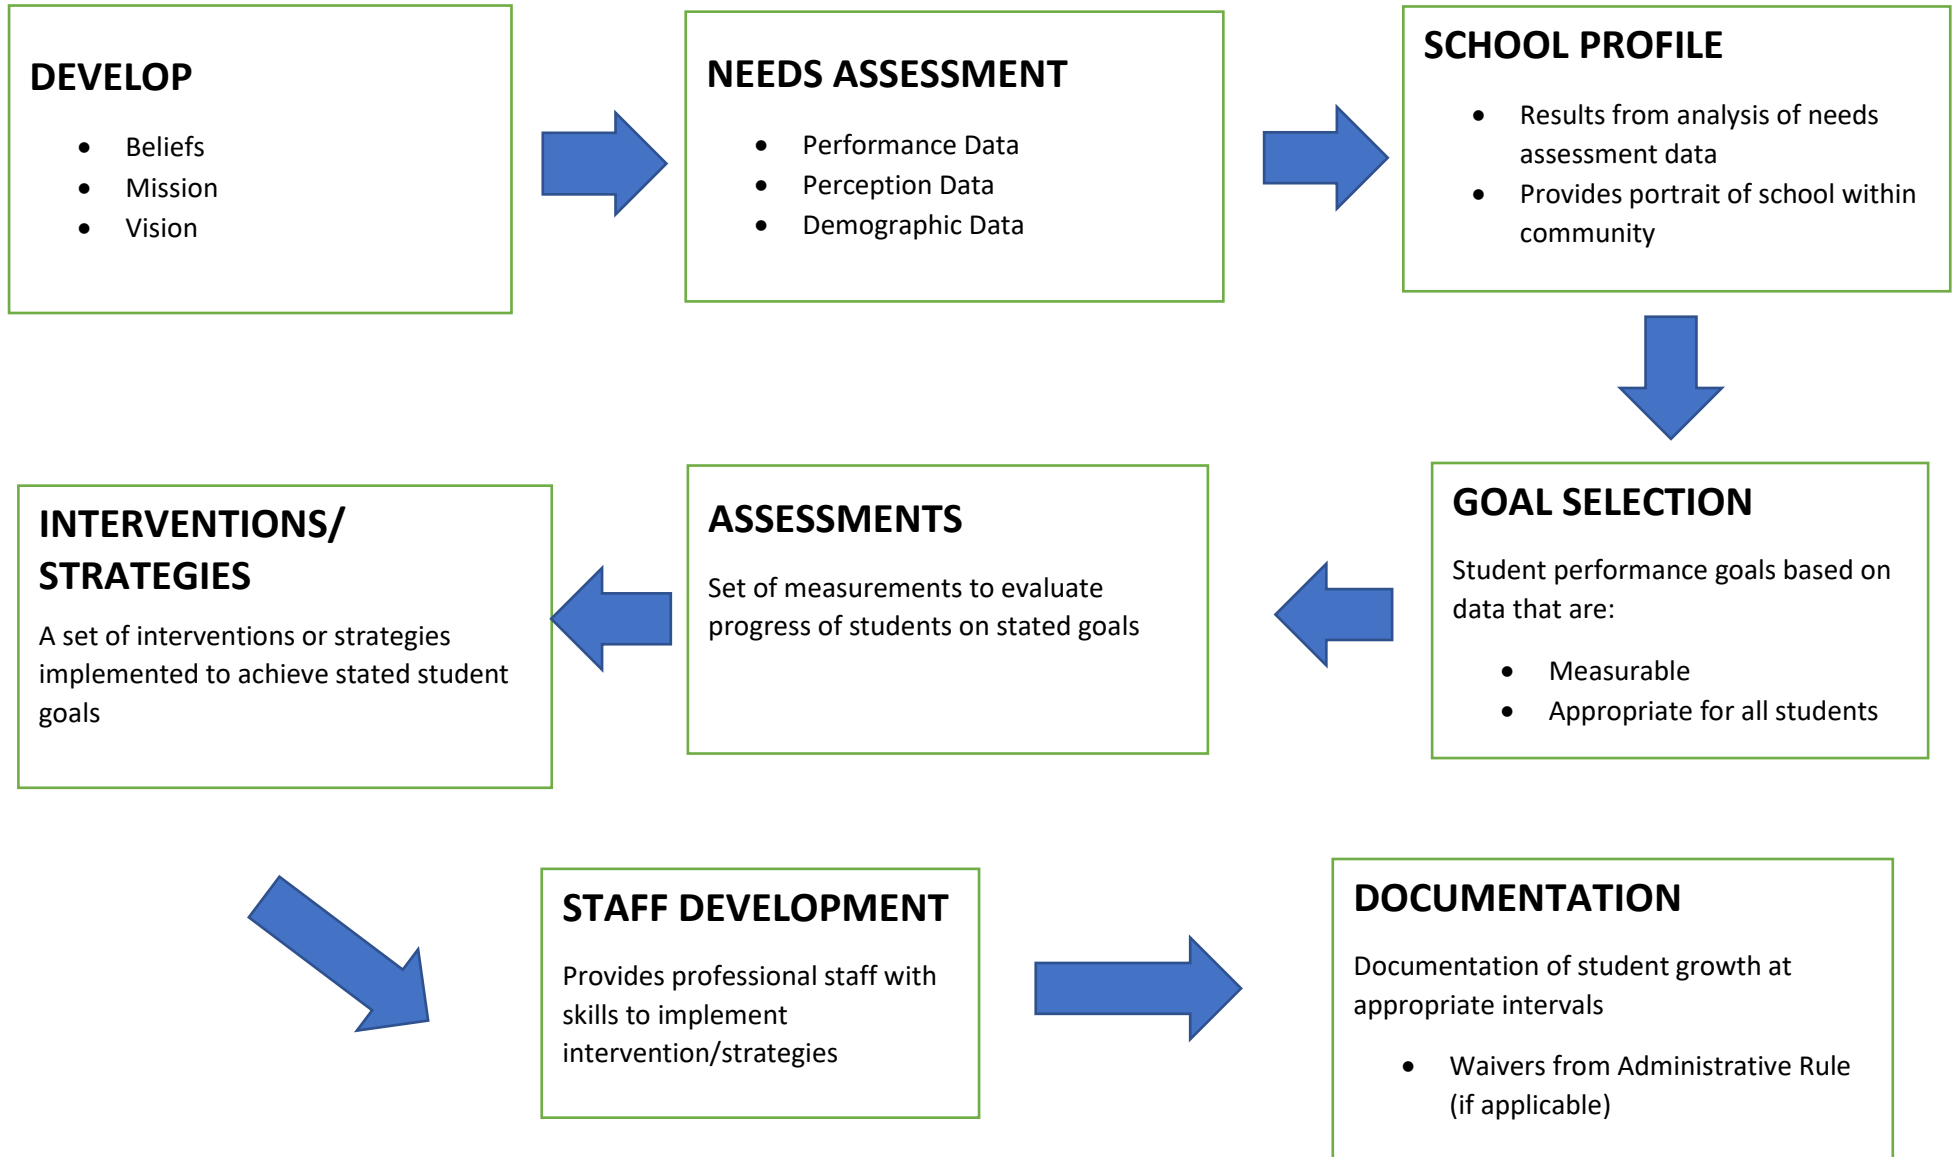 DEVELOP
• Beliefs
• Mission
• Vision
NEEDS ASSESSMENT
• Performance Data
• Perception Data
• Demographic Data
SCHOOL PROFILE
• Results from analysis of needs
assessment data
• Provides portrait of school within
community
GOAL SELECTION
Student performance goals based on
data that are:
• Measurable
• Appropriate for all students
ASSESSMENTS
Set of measurements to evaluate
progress of students on stated goals
INTERVENTIONS/
STRATEGIES
A set of interventions or strategies
implemented to achieve stated student
goals
STAFF DEVELOPMENT
Provides professional staff with
skills to implement
intervention/strategies
DOCUMENTATION
Documentation of student growth at
appropriate intervals
• Waivers from Administrative Rule
(if applicable)